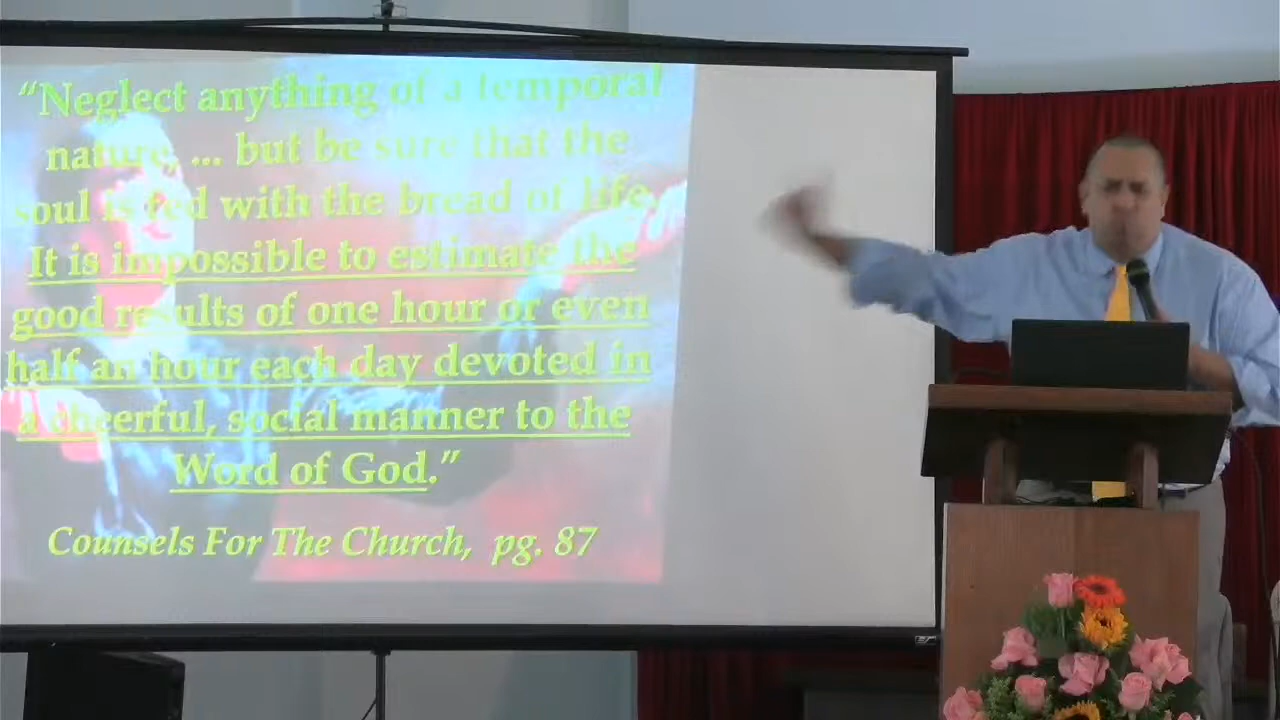 “Neglect anything of a temporal
nature, ... but be sure that the
soul is fed with the bread of life.
It is impossible to estimate the
good results of one hour or even
half an hour each day devoted in
a cheerful, social manner to the
Word of God.”
Counsels For The Church, pg. 87